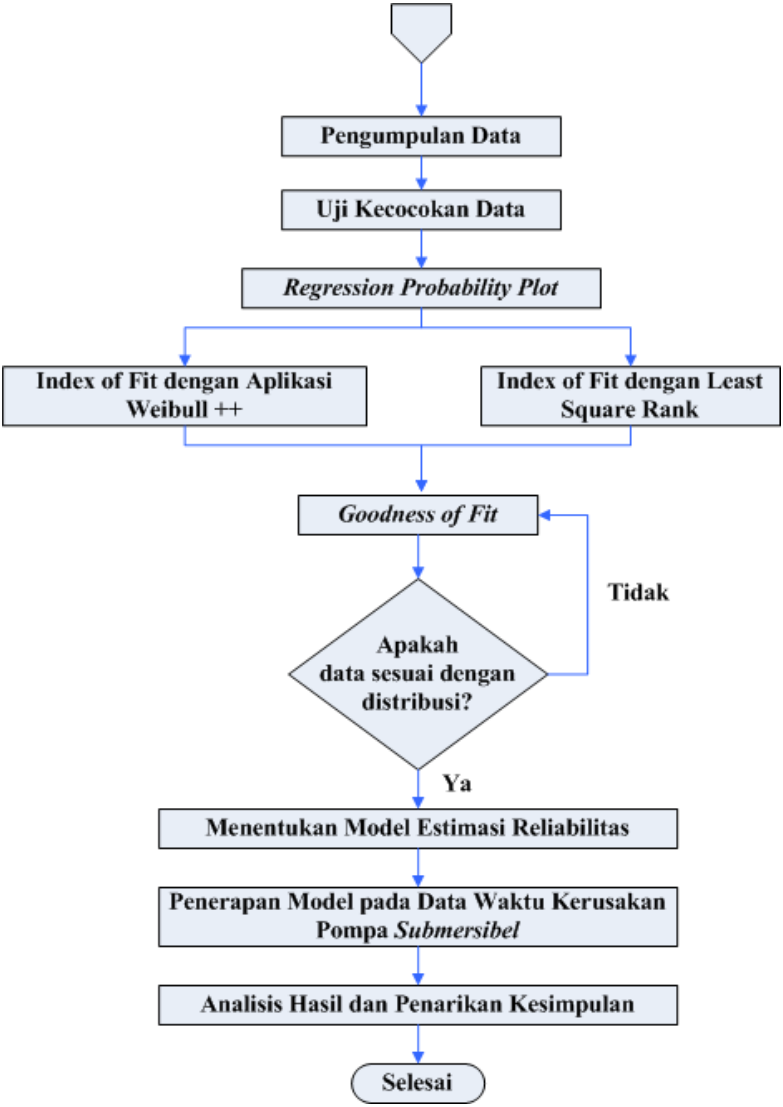 Pengumpulan Data
Uji Kecocokan Data
Regression Probability Plot
Index of Fit dengan Aplikasi
Weibull ++
Index of Fit dengan Least
Square Rank
Goodness of Fit
Tidak
Apakah
data sesuai dengan
distribusi?
Ya
Menentukan Model Estimasi Reliabilitas
Penerapan Model pada Data Waktu Kerusakan
Pompa Submersibel
Analisis Hasil dan Penarikan Kesimpulan
Selesai